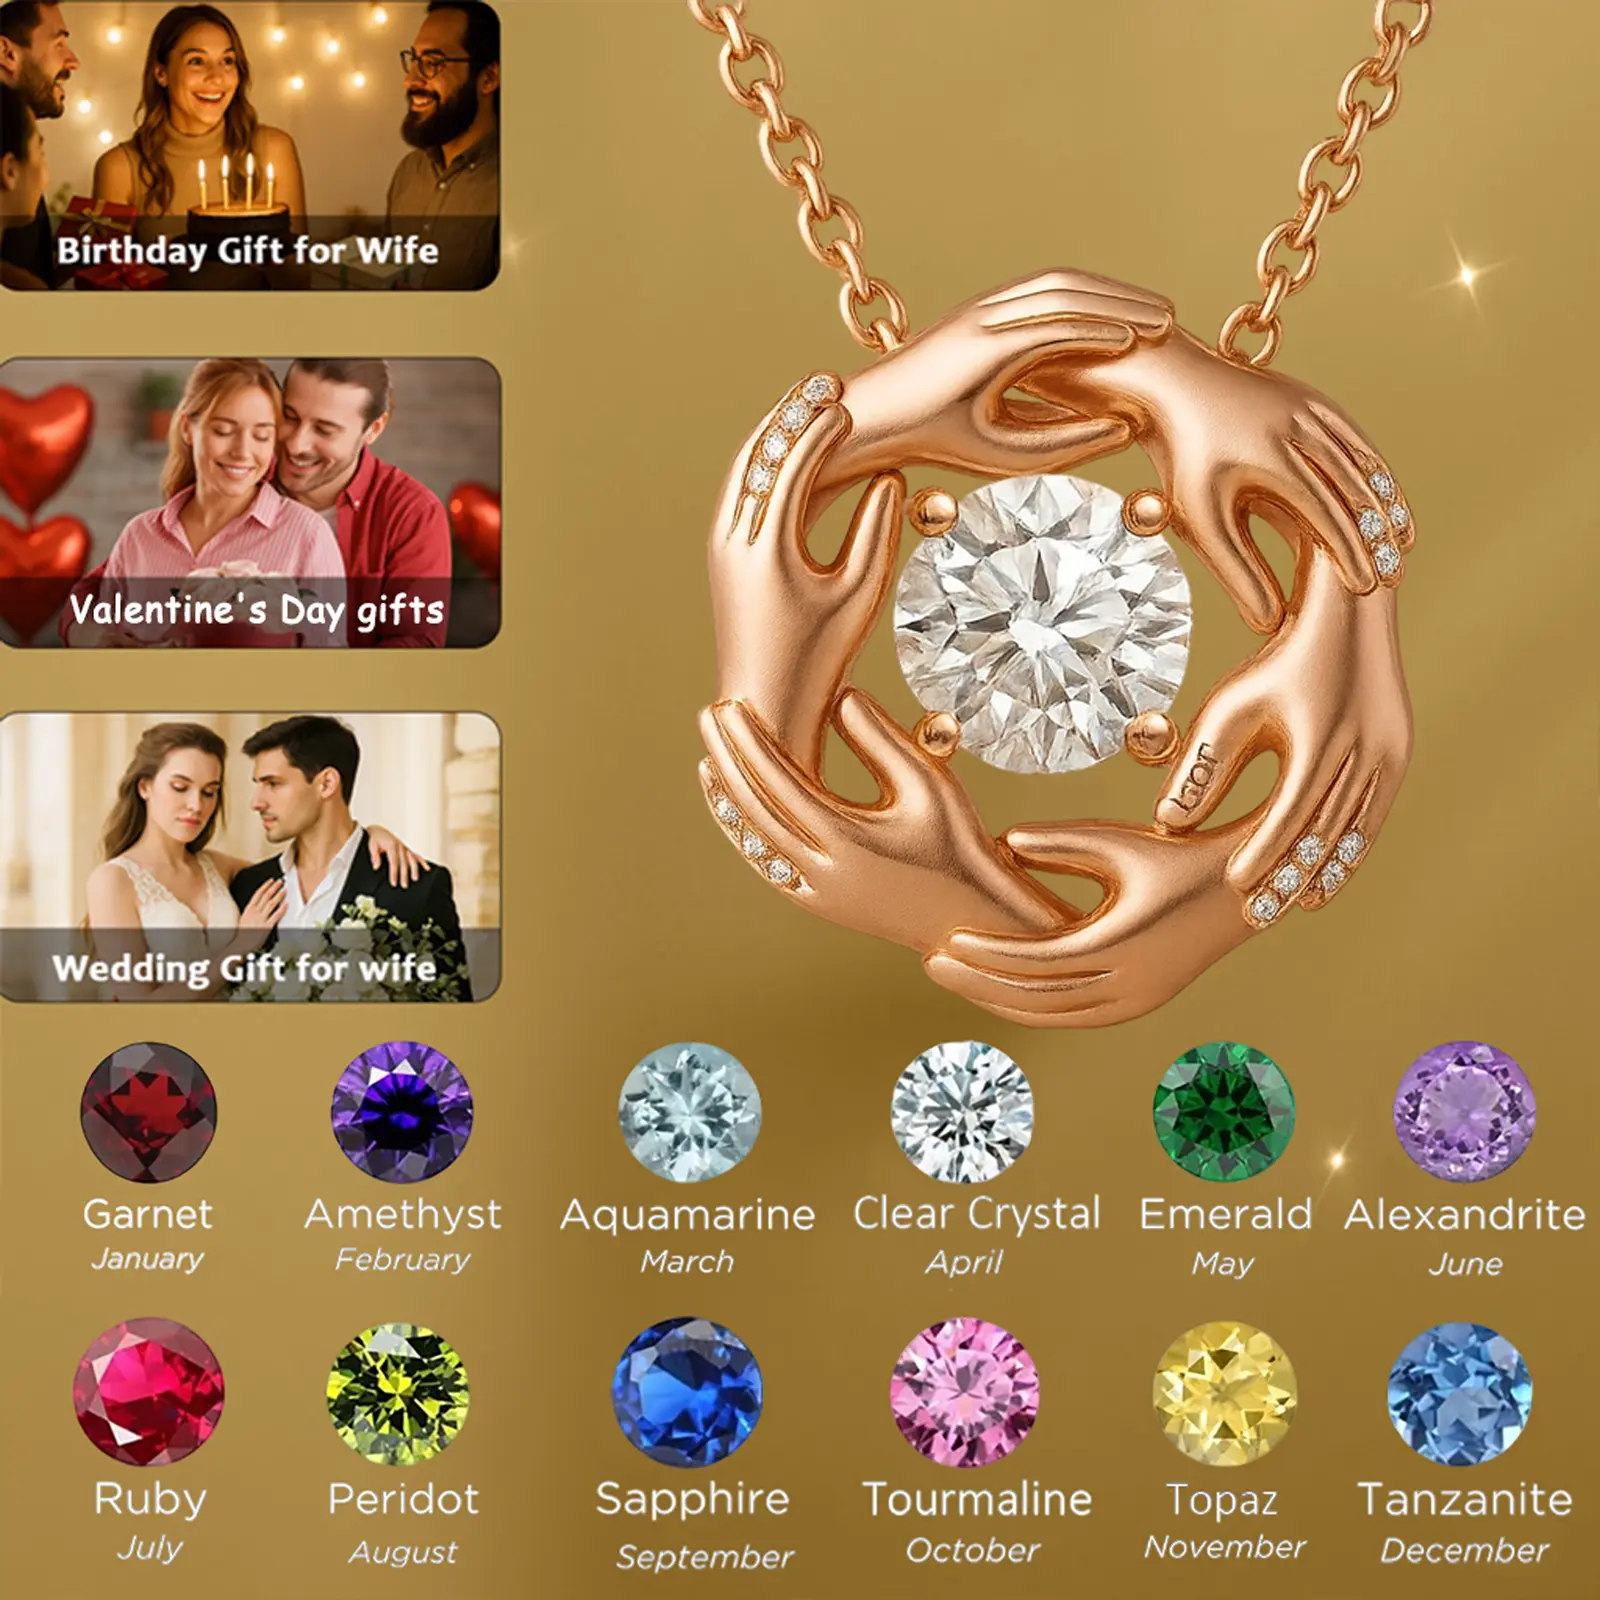 Birthday Gift for Wife
Valentine's Day gifts
Wedding Gift for wife
Garnet
January
Amethyst
February
Aquamarine
March
Clear Crystal
April
Emerald
May
Alexandrite
June
Ruby
July
Peridot
August
Sapphire
September
Tourmaline
October
Topaz
November
Tanzanite
December